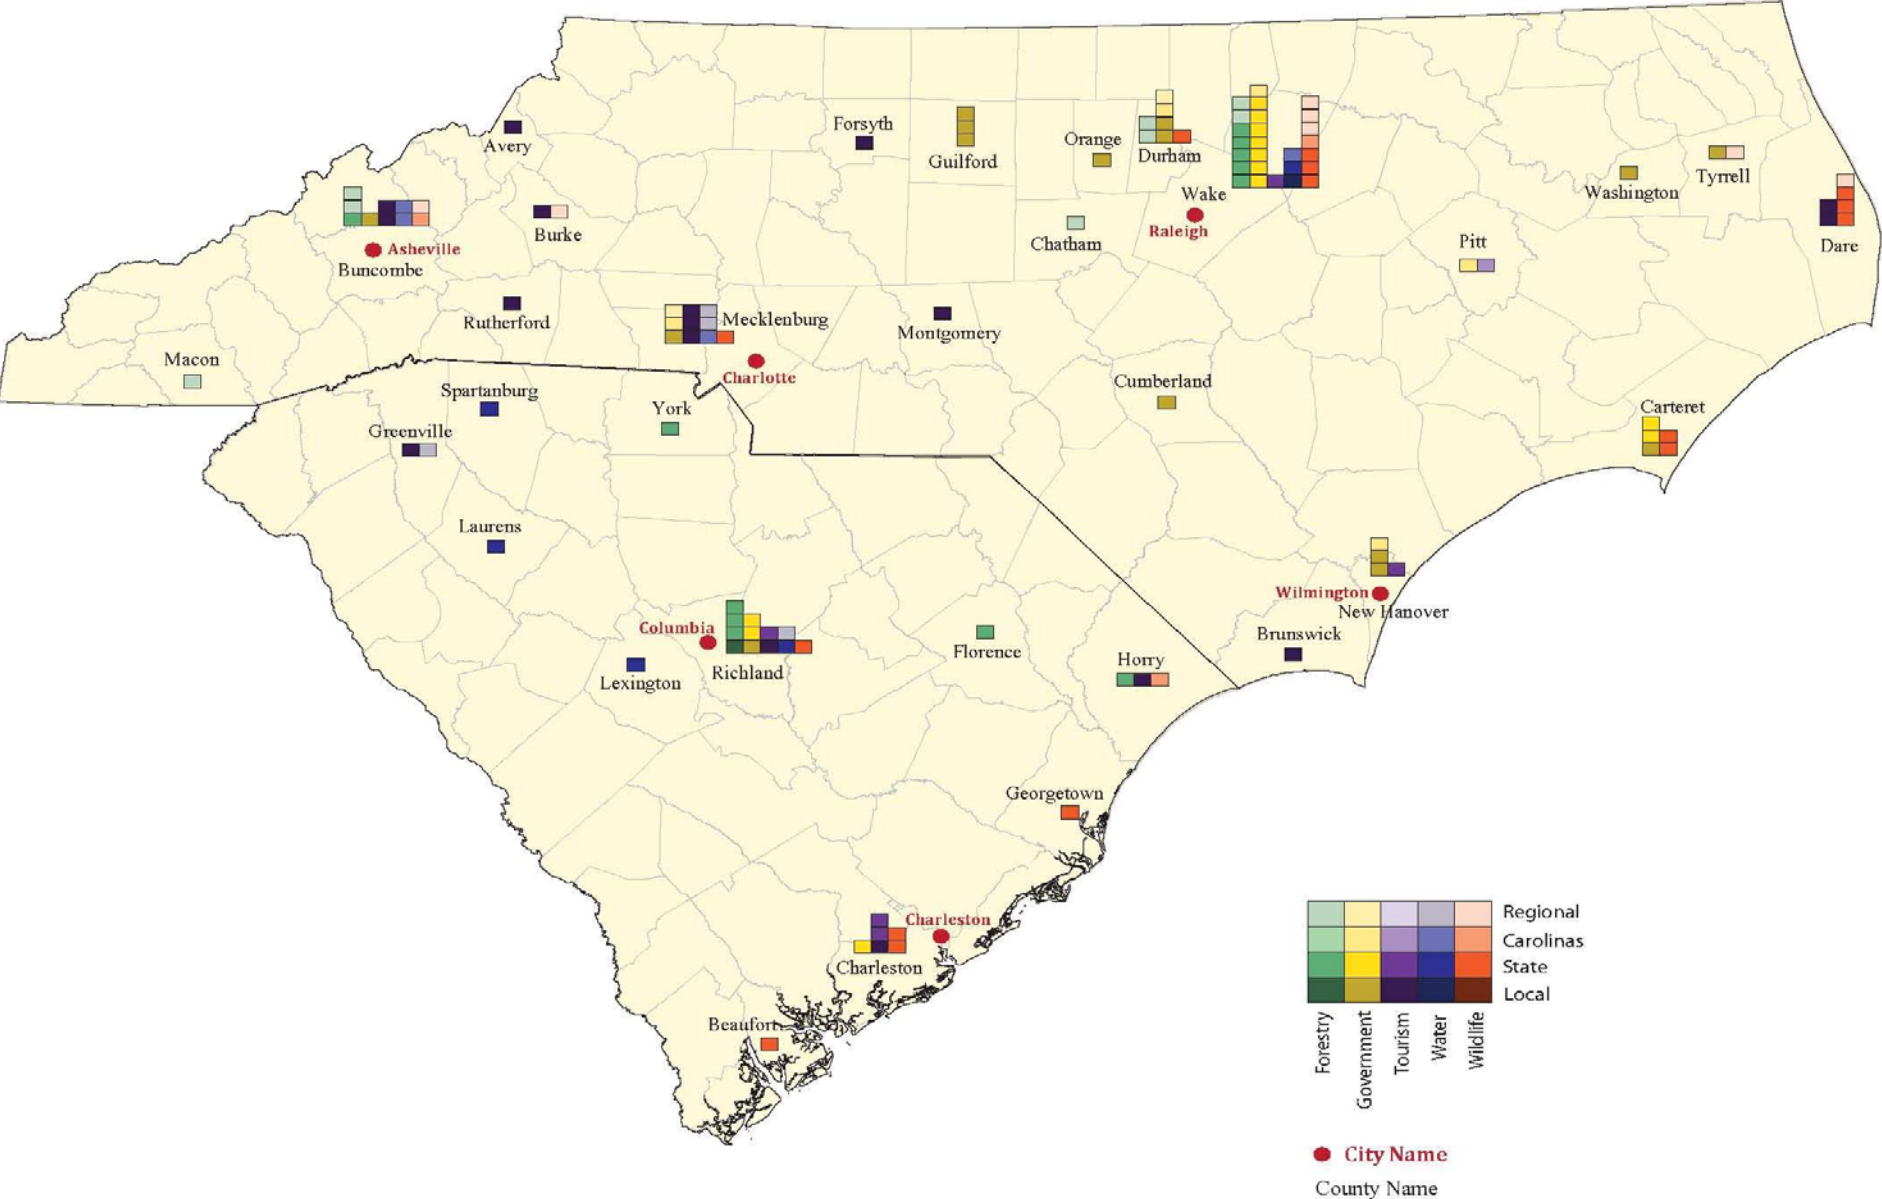 Forsyth
Avery
Guilford
Orange
Durham
Wake
Raleigh
Washington
Tyrrell
Dare
Burke
Asheville
Buncombe
Chatham
Pitt
Rutherford
Mecklenburg
Montgomery
Macon
Charlotte
Spartanburg
Cumberland
York
Carteret
Greenville
Laurens
Wilmington
New Hanover
Columbia
Brunswick
Florence
Horry
Lexington
Richland
Georgetown
Charleston
Charleston
Beaufort
Regional
Carolinas
State
Local
Forestry
Government
Tourism
Water
Wildlife
City Name
County Name